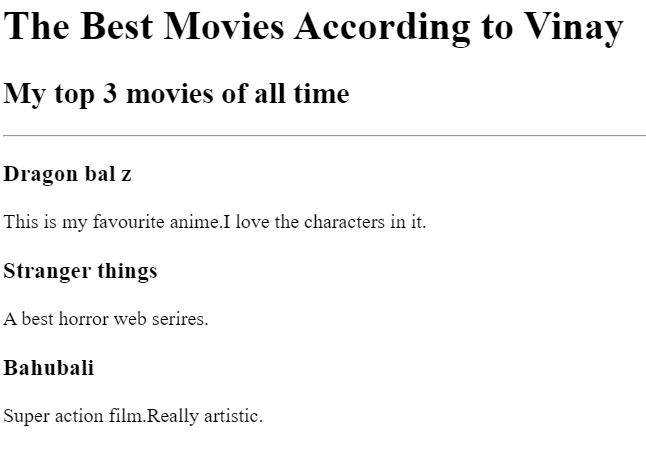 The Best Movies According to Vinay
My top 3 movies of all time
Dragon bal z
This is my favourite anime.I love the characters in it.
Stranger things
A best horror web serires.
Bahubali
Super action film.Really artistic.